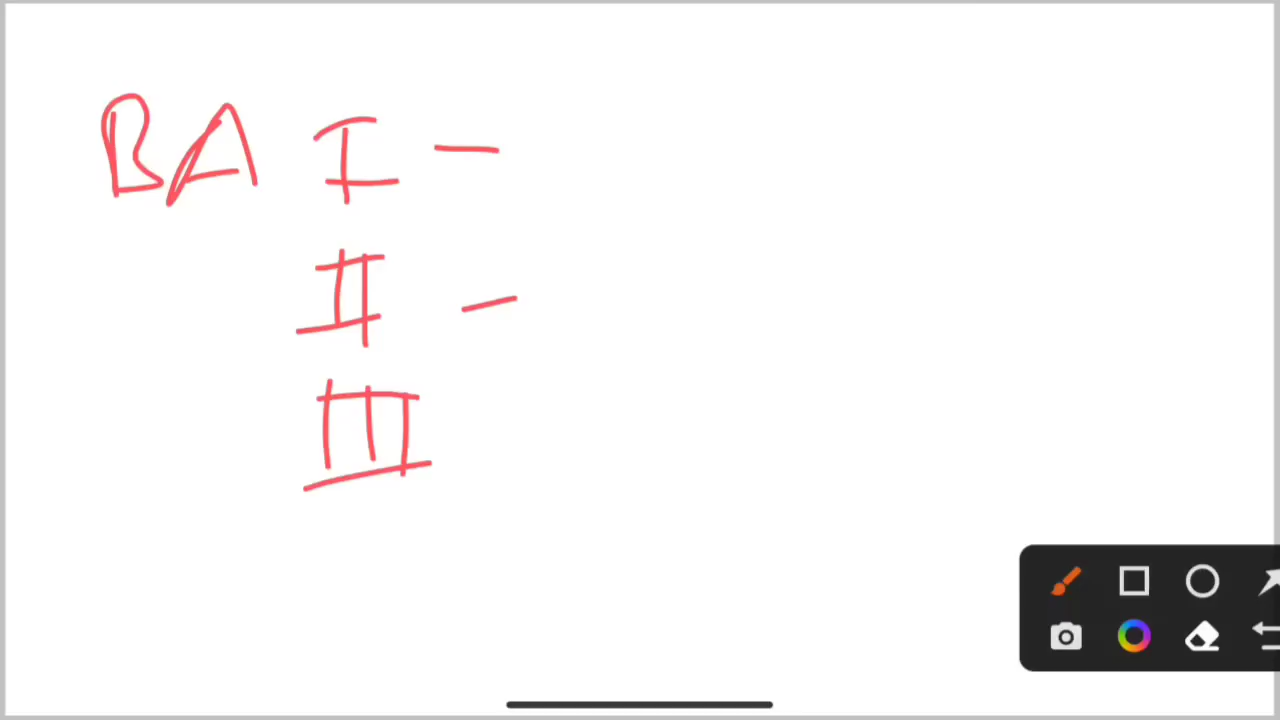 BA I —
II —
III